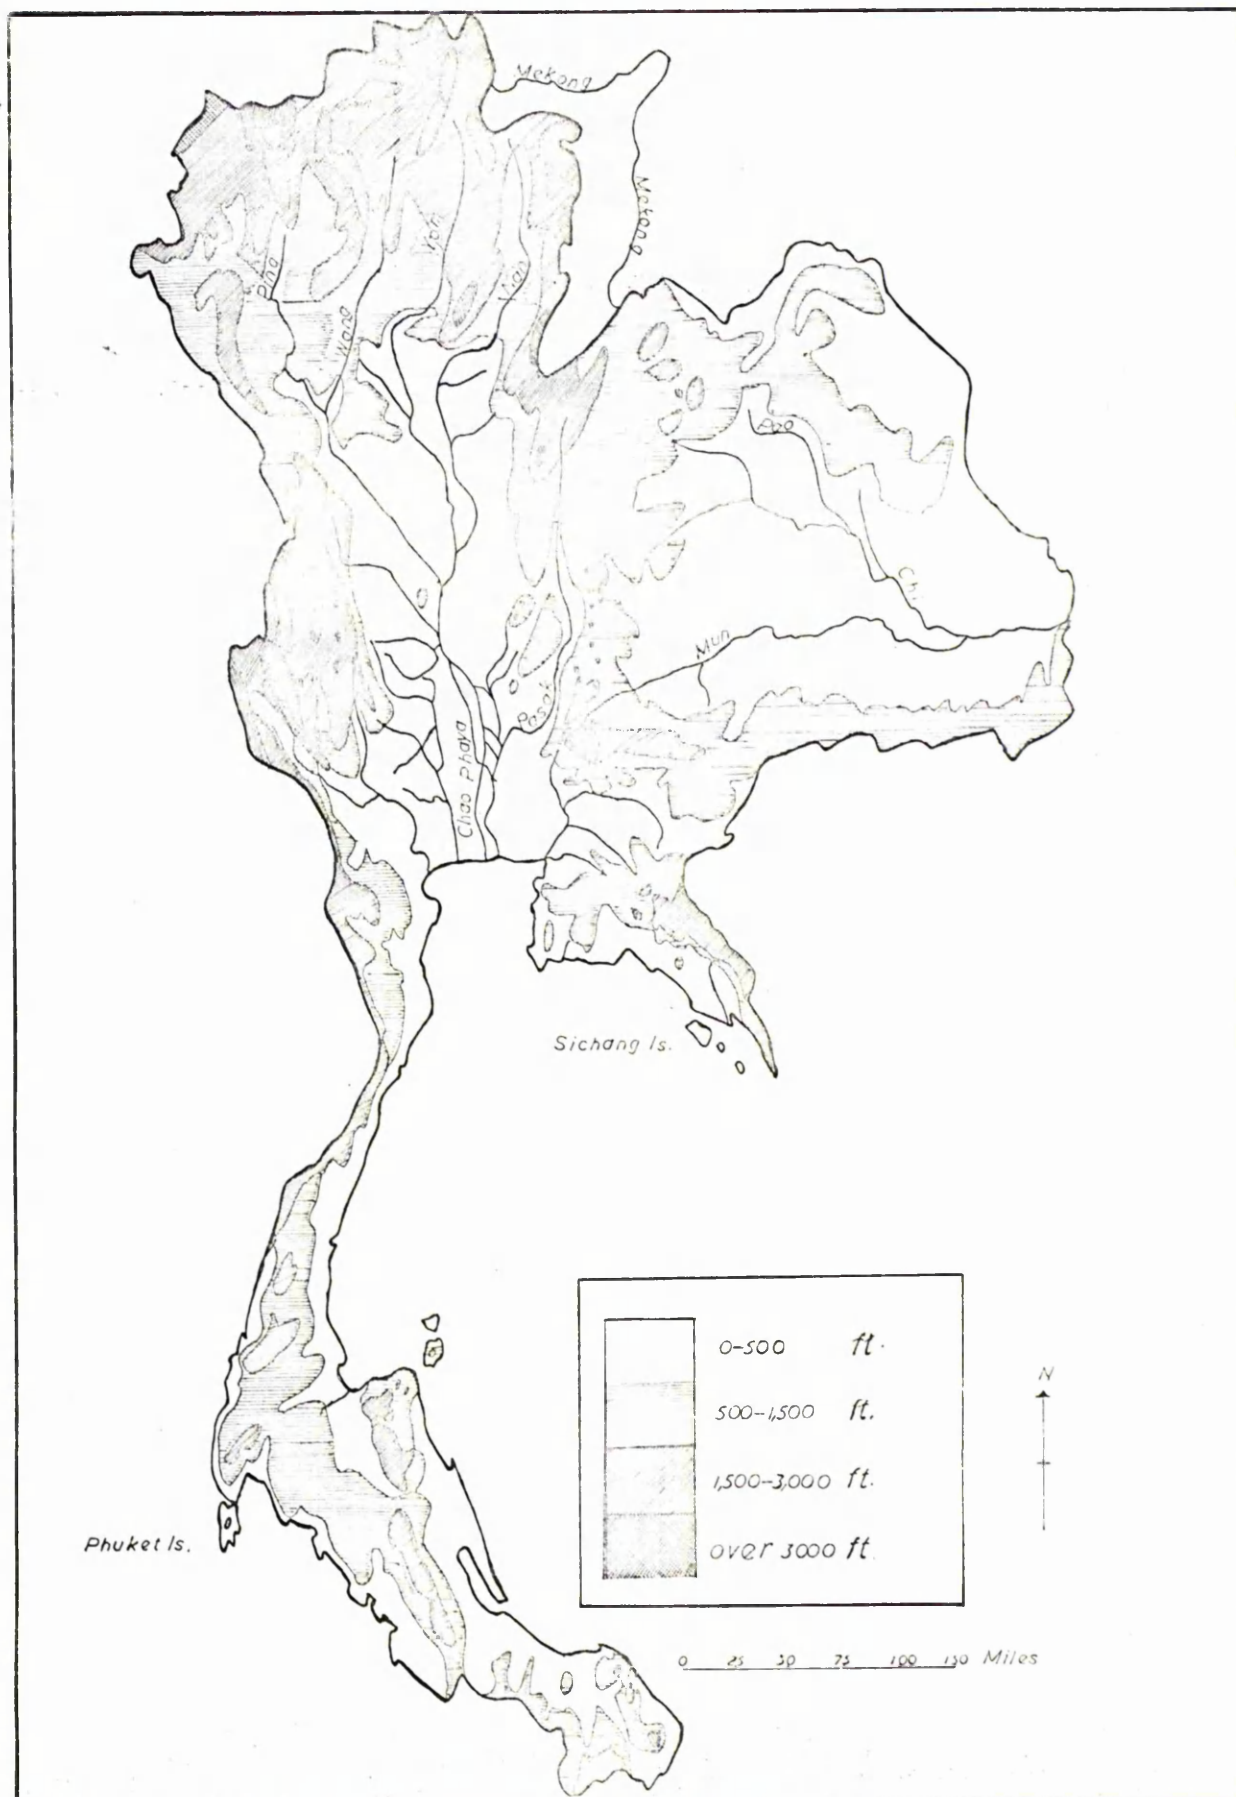 Mekong
Mekong
Ping
Wang
Yom
Nan
Pao
Chi
Mun
Pasak
Chao Phaya
Sichang Is.
0-500 ft.
500-1,500 ft.
1,500-3,000 ft.
over 3000 ft.
N
Phuket Is.
0 25 50 75 100 150 Miles